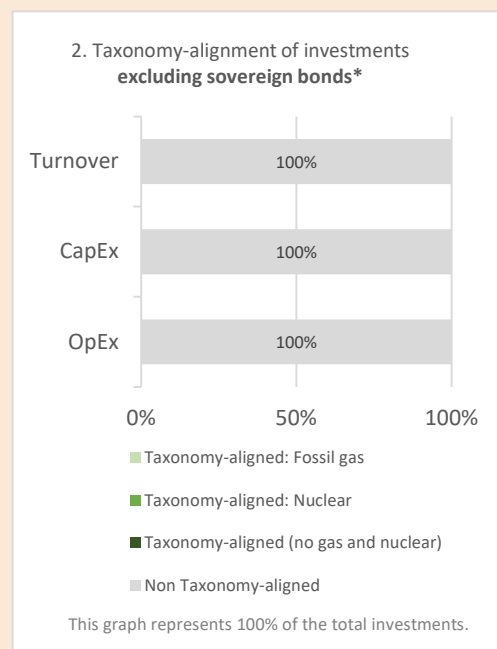 2. Taxonomy-alignment of investments
excluding sovereign bonds*
Turnover
100%
CapEx
100%
OpEx
100%
0%
50%
100%
Taxonomy-aligned: Fossil gas
Taxonomy-aligned: Nuclear
Taxonomy-aligned (no gas and nuclear)
Non Taxonomy-aligned
This graph represents 100% of the total investments.